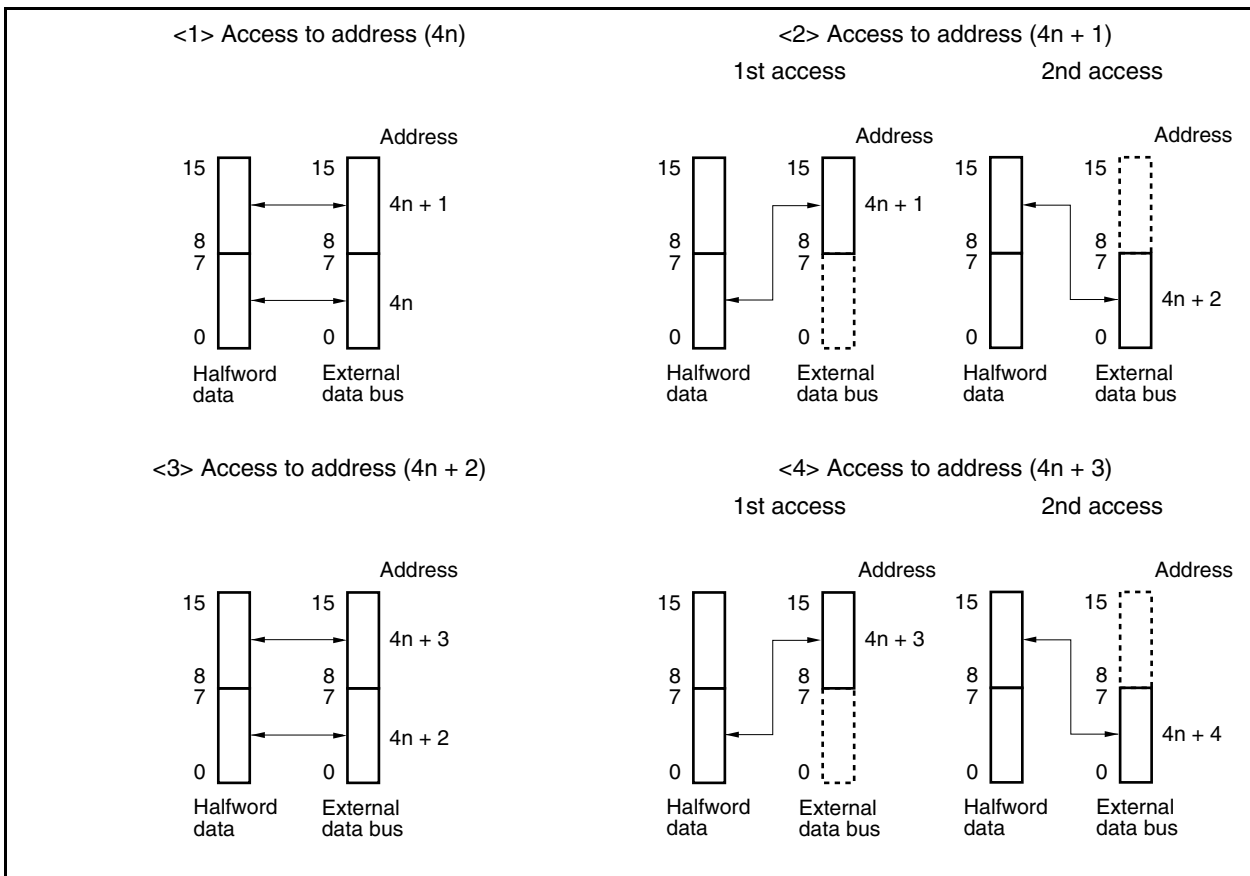 <1> Access to address (4n)
Address
15
15
4n + 1
8
8
7
7
4n
0
0
Halfword
data
External
data bus
<2> Access to address (4n + 1)
1st access
2nd access
Address
15
15
4n + 1
8
8
7
7
0
0
Halfword
data
External
data bus
Address
15
15
8
8
7
7
4n + 2
0
0
Halfword
data
External
data bus
<3> Access to address (4n + 2)
Address
15
15
4n + 3
8
8
7
7
4n + 2
0
0
Halfword
data
External
data bus
<4> Access to address (4n + 3)
1st access
2nd access
Address
15
15
4n + 3
8
8
7
7
0
0
Halfword
data
External
data bus
Address
15
15
8
8
7
7
4n + 4
0
0
Halfword
data
External
data bus